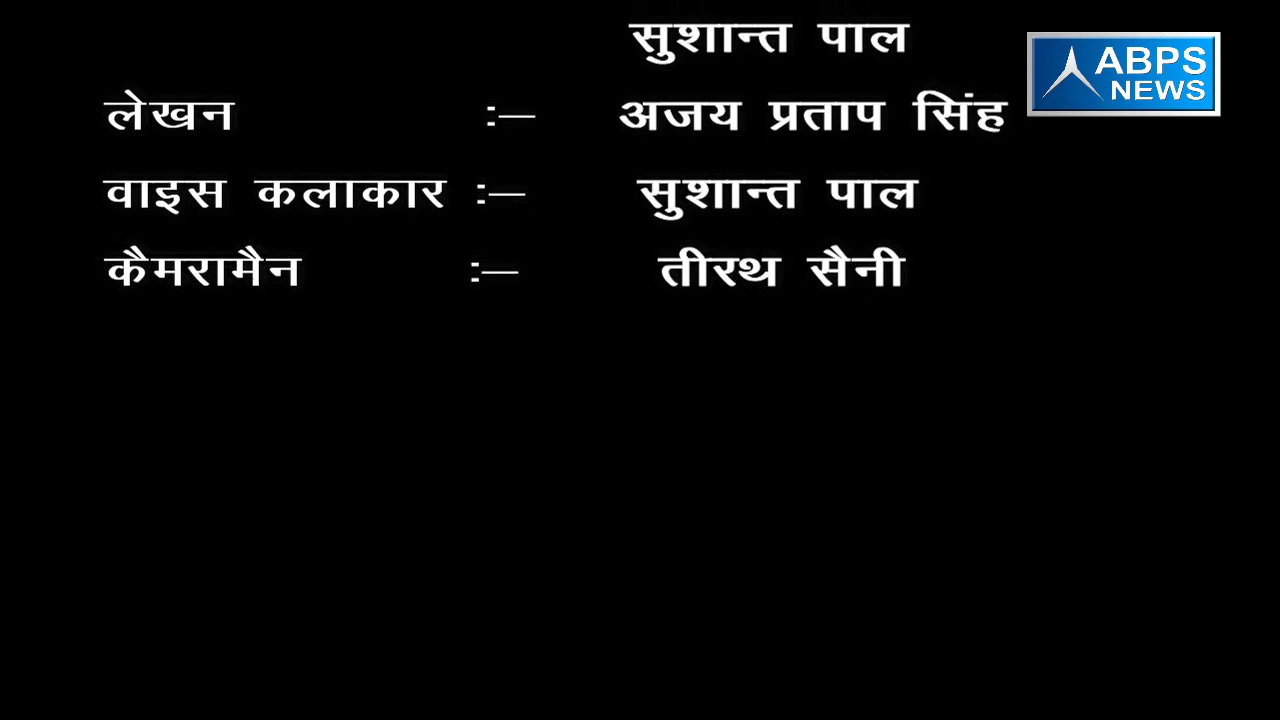 सुशान्त पाल
ABPS
NEWS
लेखन :— अजय प्रताप सिंह
वाइस कलाकार :— सुशान्त पाल
कैमरामैन :— तीरथ सैनी